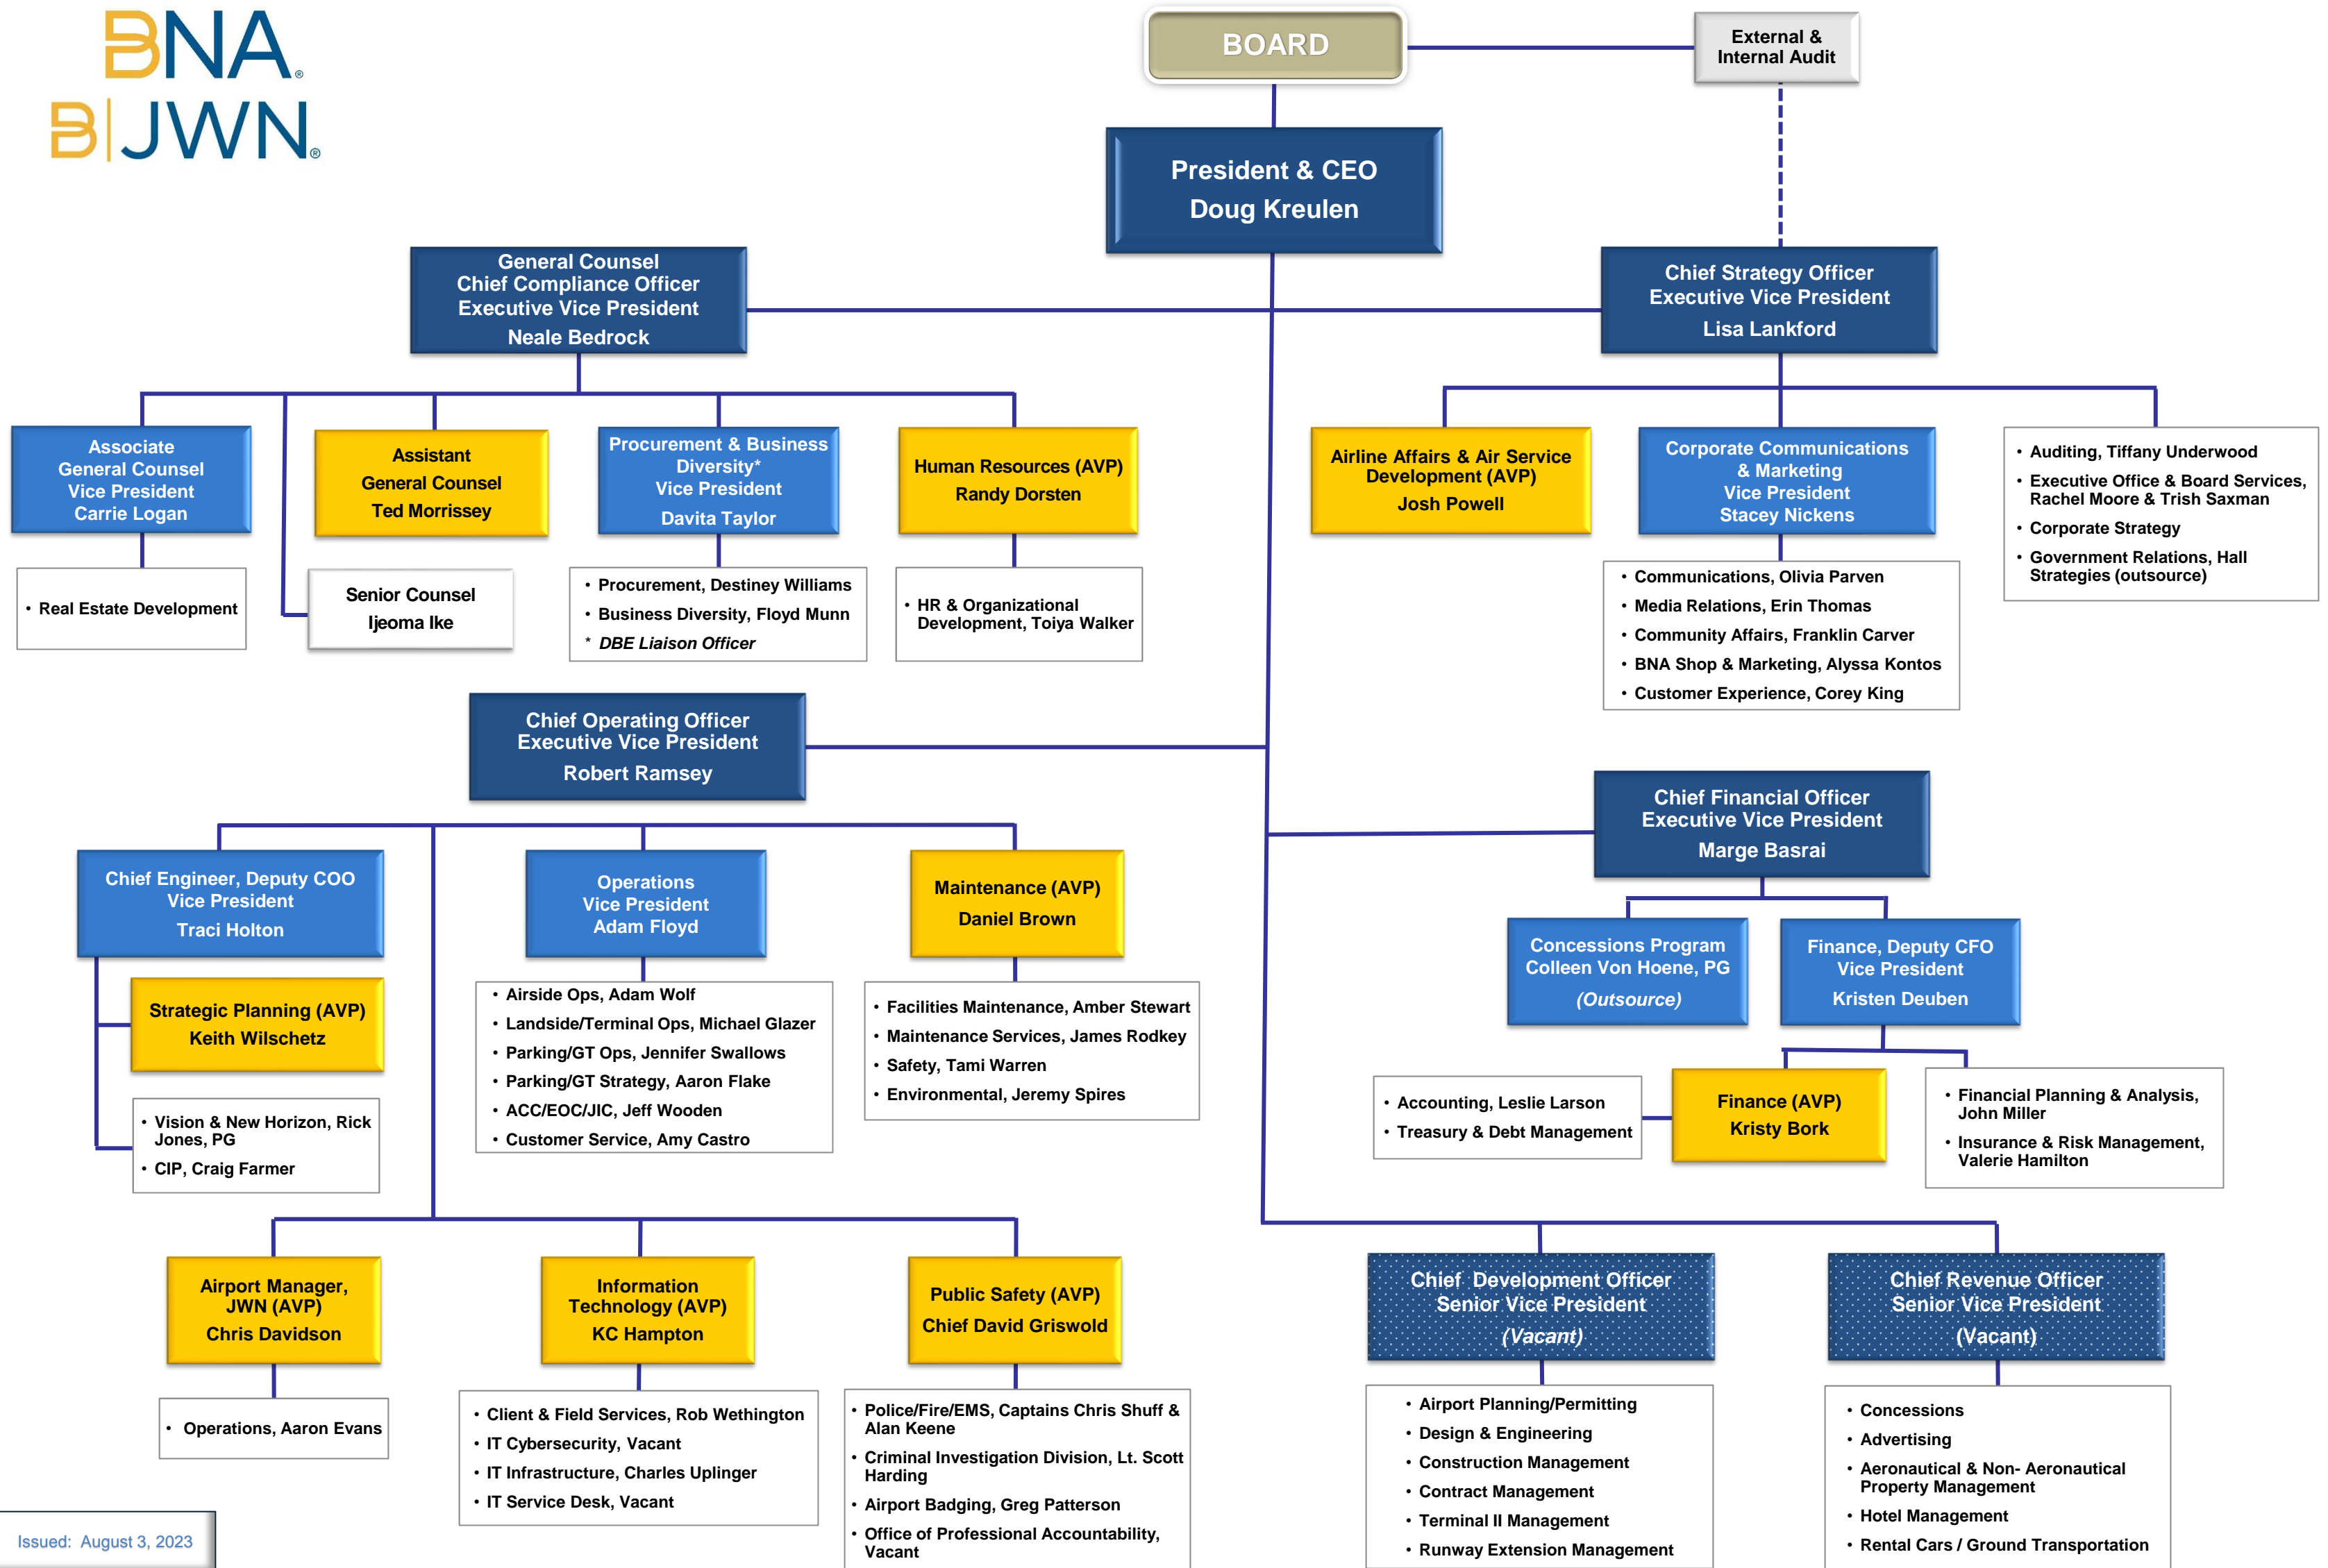 BNA®
B|JWN®
BOARD
External &
Internal Audit
President & CEO
Doug Kreulen
General Counsel
Chief Compliance Officer
Executive Vice President
Neale Bedrock
Chief Strategy Officer
Executive Vice President
Lisa Lankford
Associate
General Counsel
Vice President
Carrie Logan
Assistant
General Counsel
Ted Morrissey
Procurement & Business
Diversity*
Vice President
Davita Taylor
Human Resources (AVP)
Randy Dorsten
Airline Affairs & Air Service
Development (AVP)
Josh Powell
Corporate Communications
& Marketing
Vice President
Stacey Nickens
• Auditing, Tiffany Underwood
• Executive Office & Board Services,
Rachel Moore & Trish Saxman
• Corporate Strategy
• Government Relations, Hall
Strategies (outsource)
• Real Estate Development
Senior Counsel
Ijeoma Ike
• Procurement, Destiney Williams
• Business Diversity, Floyd Munn
* DBE Liaison Officer
• HR & Organizational
Development, Toiya Walker
• Communications, Olivia Parven
• Media Relations, Erin Thomas
• Community Affairs, Franklin Carver
• BNA Shop & Marketing, Alyssa Kontos
• Customer Experience, Corey King
Chief Operating Officer
Executive Vice President
Robert Ramsey
Chief Financial Officer
Executive Vice President
Marge Basrai
Chief Engineer, Deputy COO
Vice President
Traci Holton
Operations
Vice President
Adam Floyd
Maintenance (AVP)
Daniel Brown
Concessions Program
Colleen Von Hoene, PG
(Outsource)
Finance, Deputy CFO
Vice President
Kristen Deuben
Strategic Planning (AVP)
Keith Wilschetz
• Vision & New Horizon, Rick
Jones, PG
• CIP, Craig Farmer
• Airside Ops, Adam Wolf
• Landside/Terminal Ops, Michael Glazer
• Parking/GT Ops, Jennifer Swallows
• Parking/GT Strategy, Aaron Flake
• ACC/EOC/JIC, Jeff Wooden
• Customer Service, Amy Castro
• Facilities Maintenance, Amber Stewart
• Maintenance Services, James Rodkey
• Safety, Tami Warren
• Environmental, Jeremy Spires
• Accounting, Leslie Larson
• Treasury & Debt Management
Finance (AVP)
Kristy Bork
• Financial Planning & Analysis,
John Miller
• Insurance & Risk Management,
Valerie Hamilton
Airport Manager,
JWN (AVP)
Chris Davidson
Information
Technology (AVP)
KC Hampton
Public Safety (AVP)
Chief David Griswold
Chief Development Officer
Senior Vice President
(Vacant)
Chief Revenue Officer
Senior Vice President
(Vacant)
• Operations, Aaron Evans
• Client & Field Services, Rob Wethington
• IT Cybersecurity, Vacant
• IT Infrastructure, Charles Uplinger
• IT Service Desk, Vacant
• Police/Fire/EMS, Captains Chris Shuff &
Alan Keene
• Criminal Investigation Division, Lt. Scott
Harding
• Airport Badging, Greg Patterson
• Office of Professional Accountability,
Vacant
• Airport Planning/Permitting
• Design & Engineering
• Construction Management
• Contract Management
• Terminal II Management
• Runway Extension Management
• Concessions
• Advertising
• Aeronautical & Non- Aeronautical
Property Management
• Hotel Management
• Rental Cars / Ground Transportation
Issued: August 3, 2023